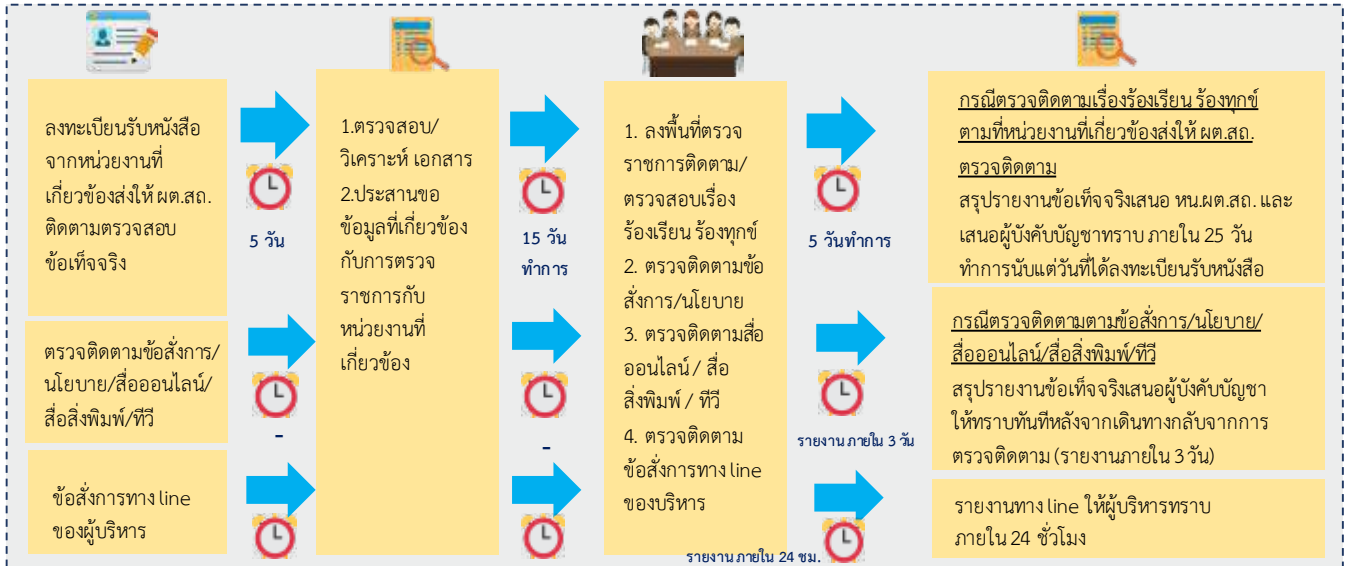 ลงทะเบียนรับหนังสือ
จากหน่วยงานที่
เกี่ยวข้องส่งให้ ผต.สถ.
ติดตามตรวจสอบ
ข้อเท็จจริง
5 วัน
ตรวจติดตามข้อสั่งการ/
นโยบาย/สื่อออนไลน์/
สื่อสิ่งพิมพ์/ทีวี
-
ข้อสั่งการทาง line
ของผู้บริหาร
1.ตรวจสอบ/
วิเคราะห์ เอกสาร
2.ประสานขอ
ข้อมูลที่เกี่ยวข้อง
กับการตรวจ
ราชการกับ
หน่วยงานที่
เกี่ยวข้อง
15 วัน
ทำการ
-
1. ลงพื้นที่ตรวจ
ราชการติดตาม/
ตรวจสอบเรื่อง
ร้องเรียน ร้องทุกข์
2. ตรวจติดตามข้อ
สั่งการ/นโยบาย
3. ตรวจติดตามสื่อ
ออนไลน์ / สื่อ
สิ่งพิมพ์ / ทีวี
4. ตรวจติดตาม
ข้อสั่งการทาง line
ของบริหาร
5 วันทำการ
รายงาน ภายใน 3 วัน
รายงาน ภายใน 24 ชม.
กรณีตรวจติดตามเรื่องร้องเรียน ร้องทุกข์
ตามที่หน่วยงานที่เกี่ยวข้องส่งให้ ผต.สถ.
ตรวจติดตาม
สรุปรายงานข้อเท็จจริงเสนอ หน.ผต.สถ. และ
เสนอผู้บังคับบัญชาทราบ ภายใน 25 วัน
ทำการนับแต่วันที่ได้ลงทะเบียนรับหนังสือ
กรณีตรวจติดตามตามข้อสั่งการ/นโยบาย/
สื่อออนไลน์/สื่อสิ่งพิมพ์/ทีวี
สรุปรายงานข้อเท็จจริงเสนอผู้บังคับบัญชา
ให้ทราบทันทีหลังจากเดินทางกลับจากการ
ตรวจติดตาม (รายงานภายใน 3 วัน)
รายงานทาง line ให้ผู้บริหารทราบ
ภายใน 24 ชั่วโมง